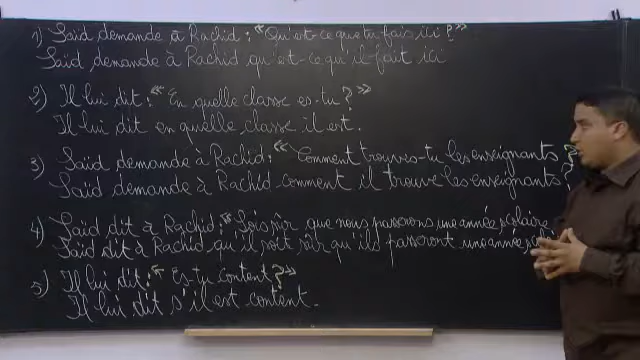 1) Saïd demande à Rachid : « Qu'est-ce que tu fais ici ? »
Saïd demande à Rachid qu'est-ce qu'il fait ici
2) Il lui dit : « En quelle classe es-tu ? »
Il lui dit en quelle classe il est.
3) Saïd demande à Rachid : « Comment trouves-tu les enseignants ?
Saïd demande à Rachid comment il trouve les enseignants ?
4) Saïd dit à Rachid : « Sois sûr que nous passerons une année scolaire
Saïd dit à Rachid qu'il soit sûr qu'ils passeront une année
5) Il lui dit : « Es-tu content ? »
Il lui dit s'il est content.